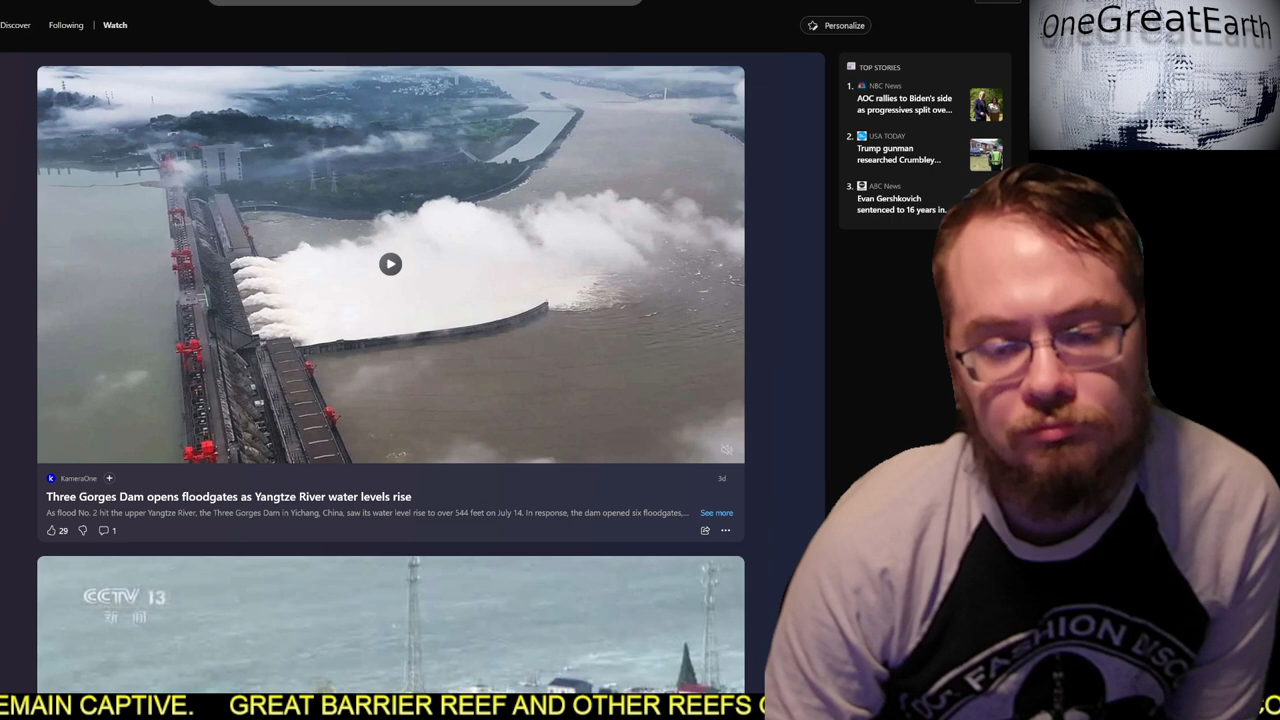 Discover Following | Watch
Personalize
OneGreatEarth
TOP STORIES
1. NBC News
AOC rallies to Biden's side
as progressives split ove...
2. USA TODAY
Trump gunman
researched Crumbley...
3. ABC News
Evan Gershkovich
sentenced to 16 years in...
k KameraOne
3d
Three Gorges Dam opens floodgates as Yangtze River water levels rise
As flood No. 2 hit the upper Yangtze River, the Three Gorges Dam in Yichang, China, saw its water level rise to over 544 feet on July 14. In response, the dam opened six floodgates,... See more
29 1
CCTV 13
新闻
FASHION DISC
EMAIN CAPTIVE. GREAT BARRIER REEF AND OTHER REEFS